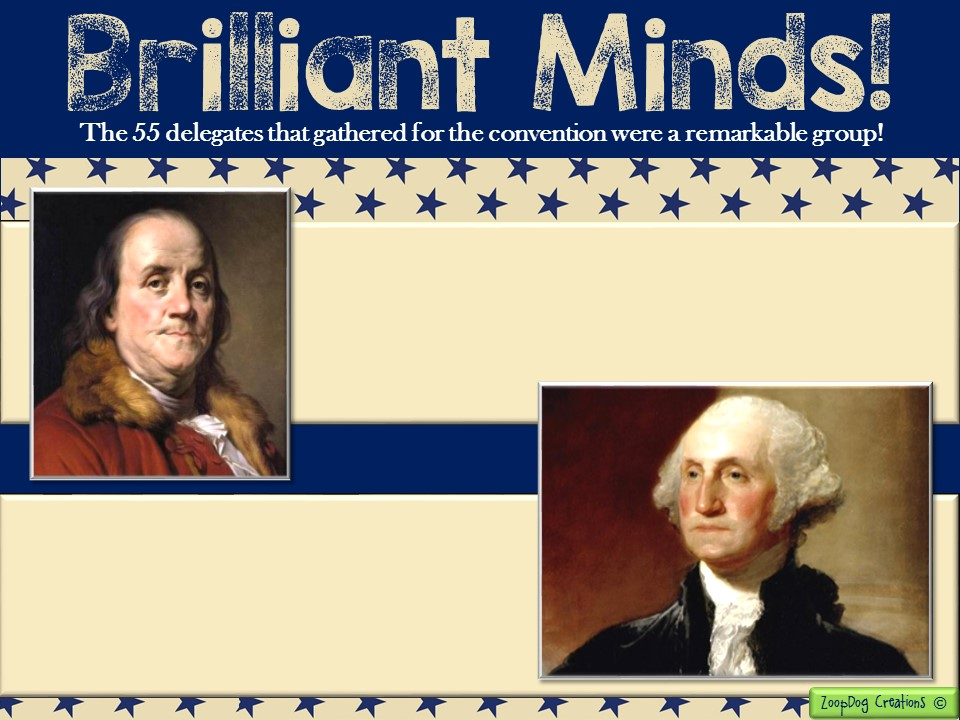 Brilliant Minds!
The 55 delegates that gathered for the convention were a remarkable group!
ZoopDog Creations ©